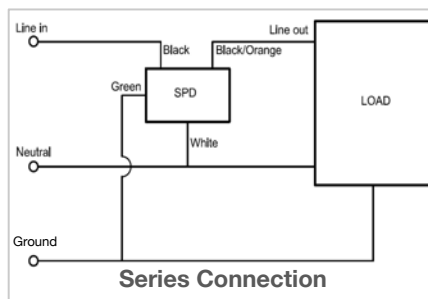 Line in
Line out
Black
Black/Orange
Green
SPD
LOAD
White
Neutral
Ground
Series Connection